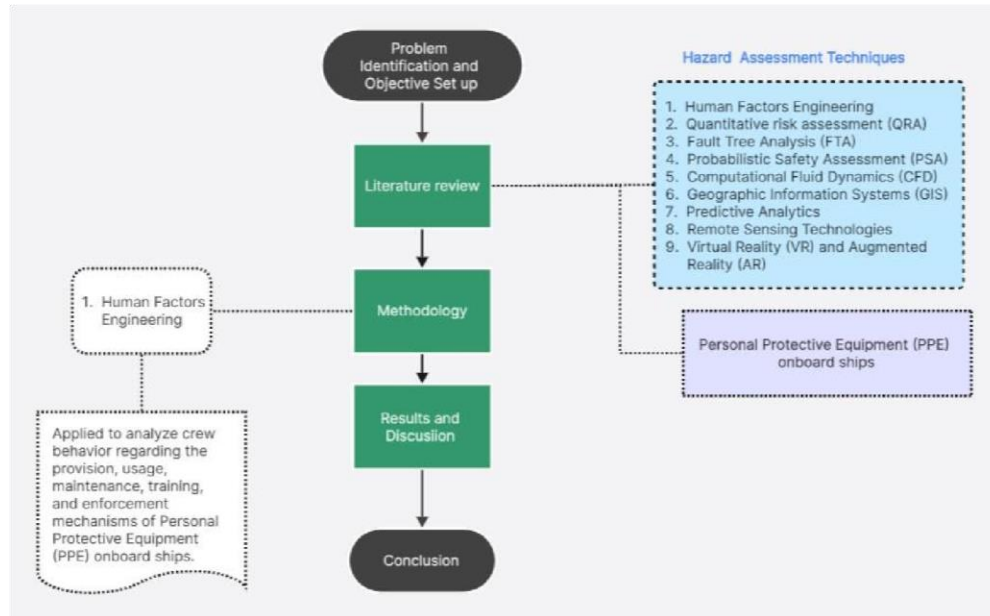 Problem
Identification and
Objective Set up
Hazard Assessment Techniques
1. Human Factors Engineering
2. Quantitative risk assessment (QRA)
3. Fault Tree Analysis (FTA)
4. Probabilistic Safety Assessment (PSA)
5. Computational Fluid Dynamics (CFD)
6. Geographic Information Systems (GIS)
7. Predictive Analytics
8. Remote Sensing Technologies
9. Virtual Reality (VR) and Augmented
Reality (AR)
Literature review
Personal Protective Equipment (PPE)
onboard ships
Methodology
1. Human Factors
Engineering
Applied to analyze crew
behavior regarding the
provision, usage,
maintenance, training,
and enforcement
mechanisms of Personal
Protective Equipment
(PPE) onboard ships.
Results and
Discusiion
Conclusion